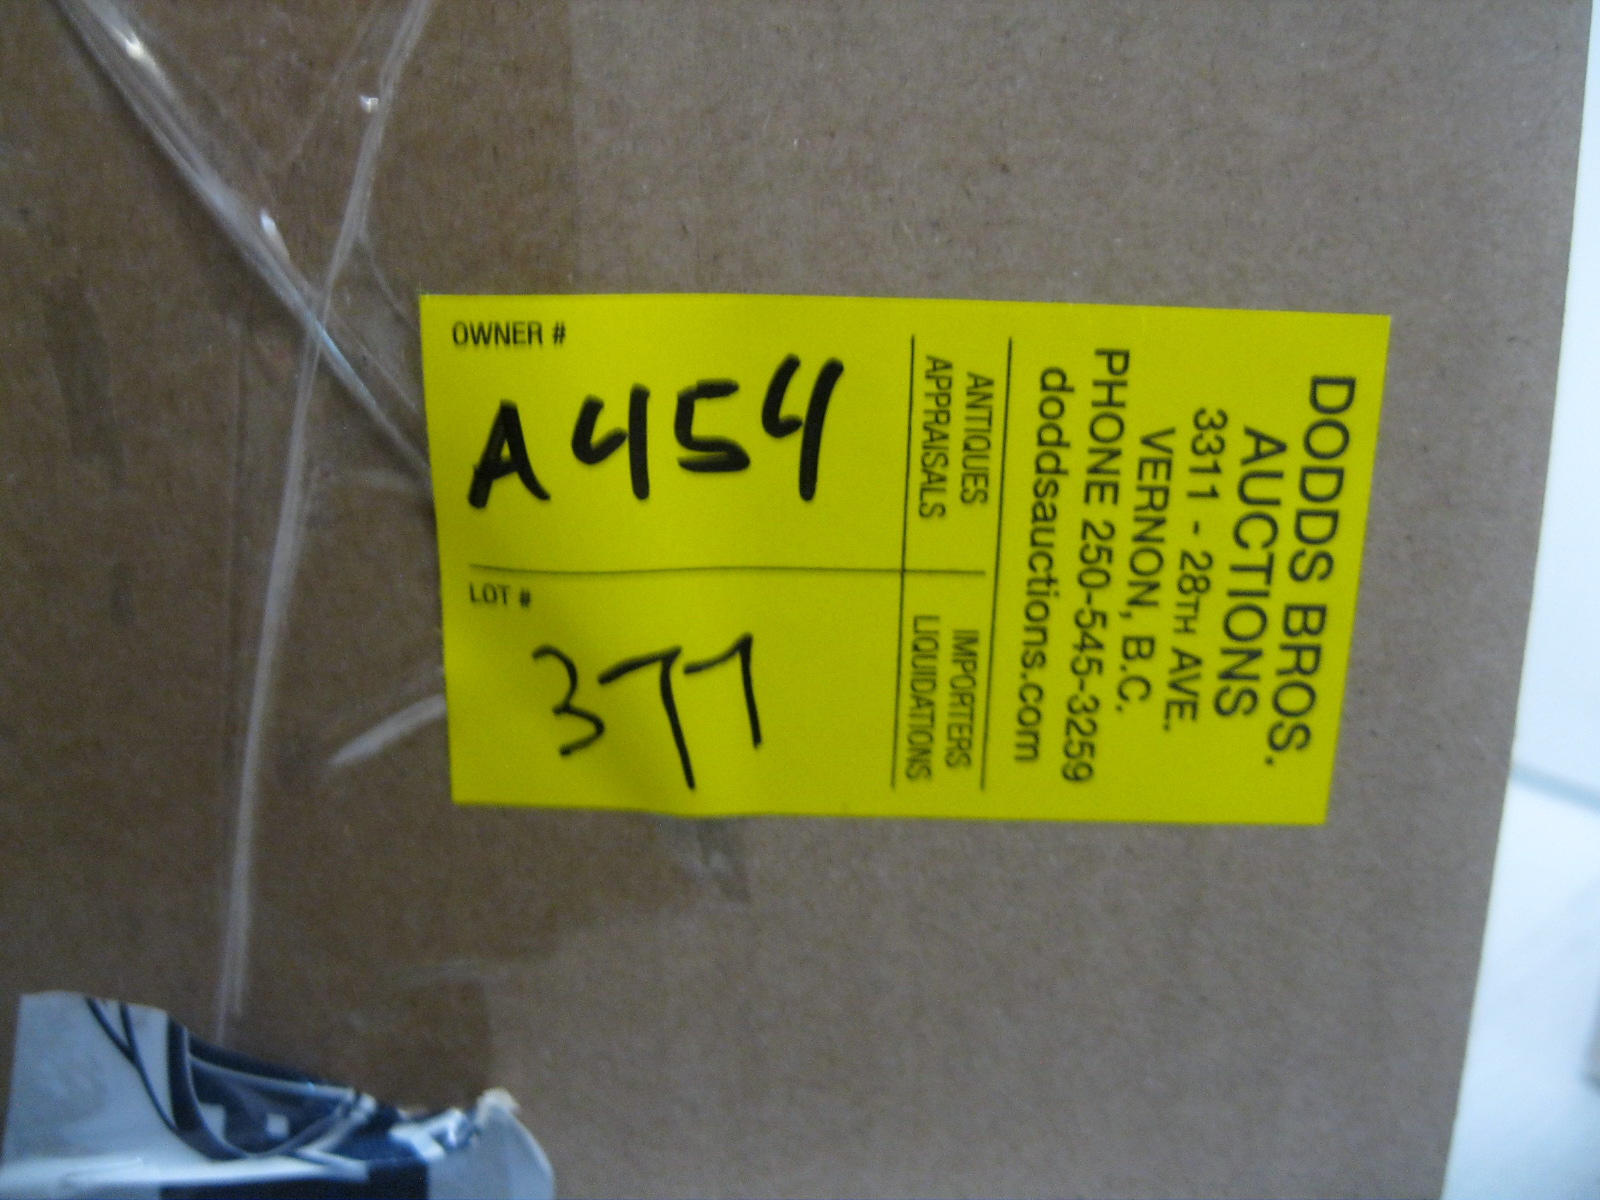 DODDS BROS.
AUCTIONS
3311 - 28TH AVE.
VERNON, B.C.
PHONE 250-545-3259
doddsauctions.com
ANTIQUES
APPRAISALS
IMPORTERS
LIQUIDATIONS
OWNER #
A454
LOT #
377